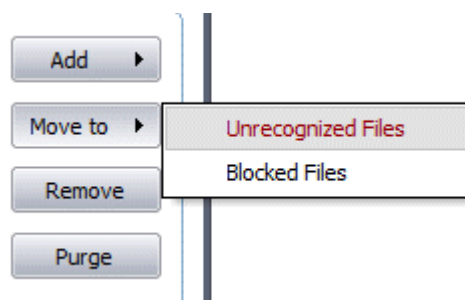 Add
Move to
Unrecognized Files
Blocked Files
Remove
Purge